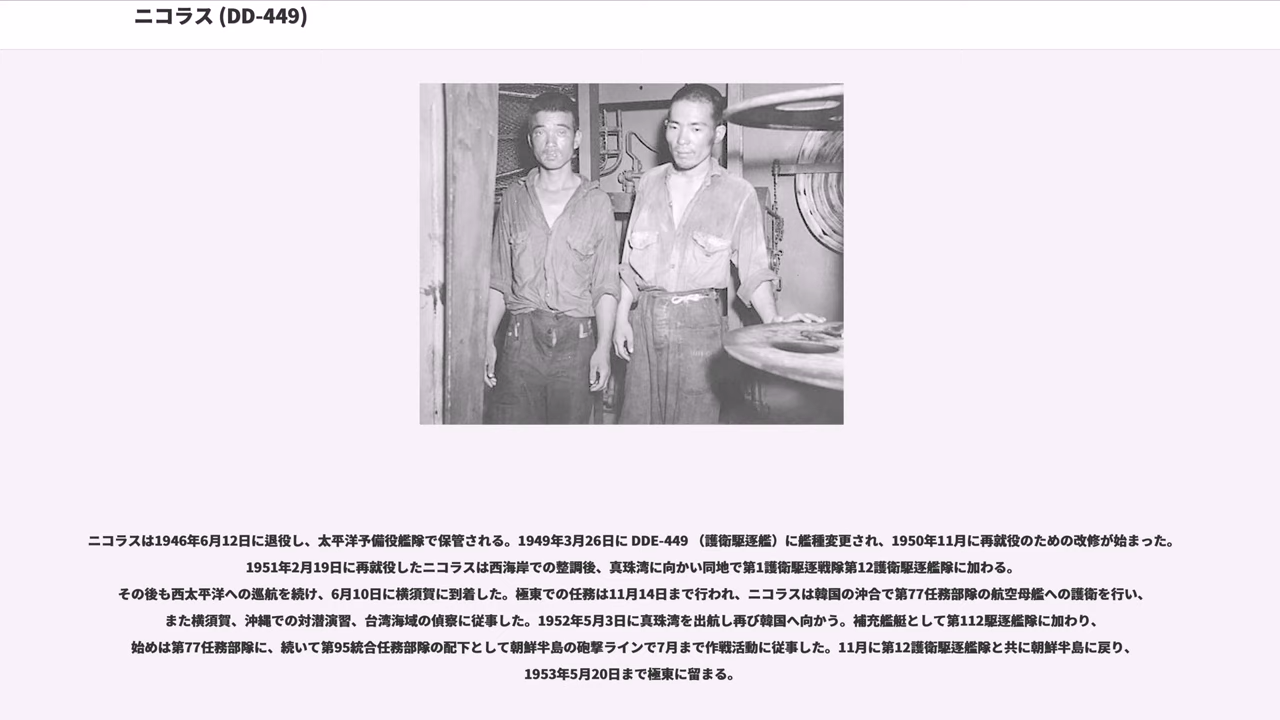 ニコラス (DD-449)
ニコラスは1946年6月12日に退役し、太平洋予備役艦隊で保管される。1949年3月26日に DDE-449 （護衛駆逐艦）に艦種変更され、1950年11月に再就役のための改修が始まった。
1951年2月19日に再就役したニコラスは西海岸での整調後、真珠湾に向かい同地で第1護衛駆逐戦隊第12護衛駆逐艦隊に加わる。
その後も西太平洋への巡航を続け、6月10日に横須賀に到着した。極東での任務は11月14日まで行われ、ニコラスは韓国の沖合で第77任務部隊の航空母艦への護衛を行い、
また横須賀、沖縄での対潜演習、台湾海域の偵察に従事した。1952年5月3日に真珠湾を出航し再び韓国へ向かう。補充艦艇として第112駆逐艦隊に加わり、
始めは第77任務部隊に、続いて第95統合任務部隊の配下として朝鮮半島の砲撃ラインで7月まで作戦活動に従事した。11月に第12護衛駆逐艦隊と共に朝鮮半島に戻り、
1953年5月20日まで極東に留まる。